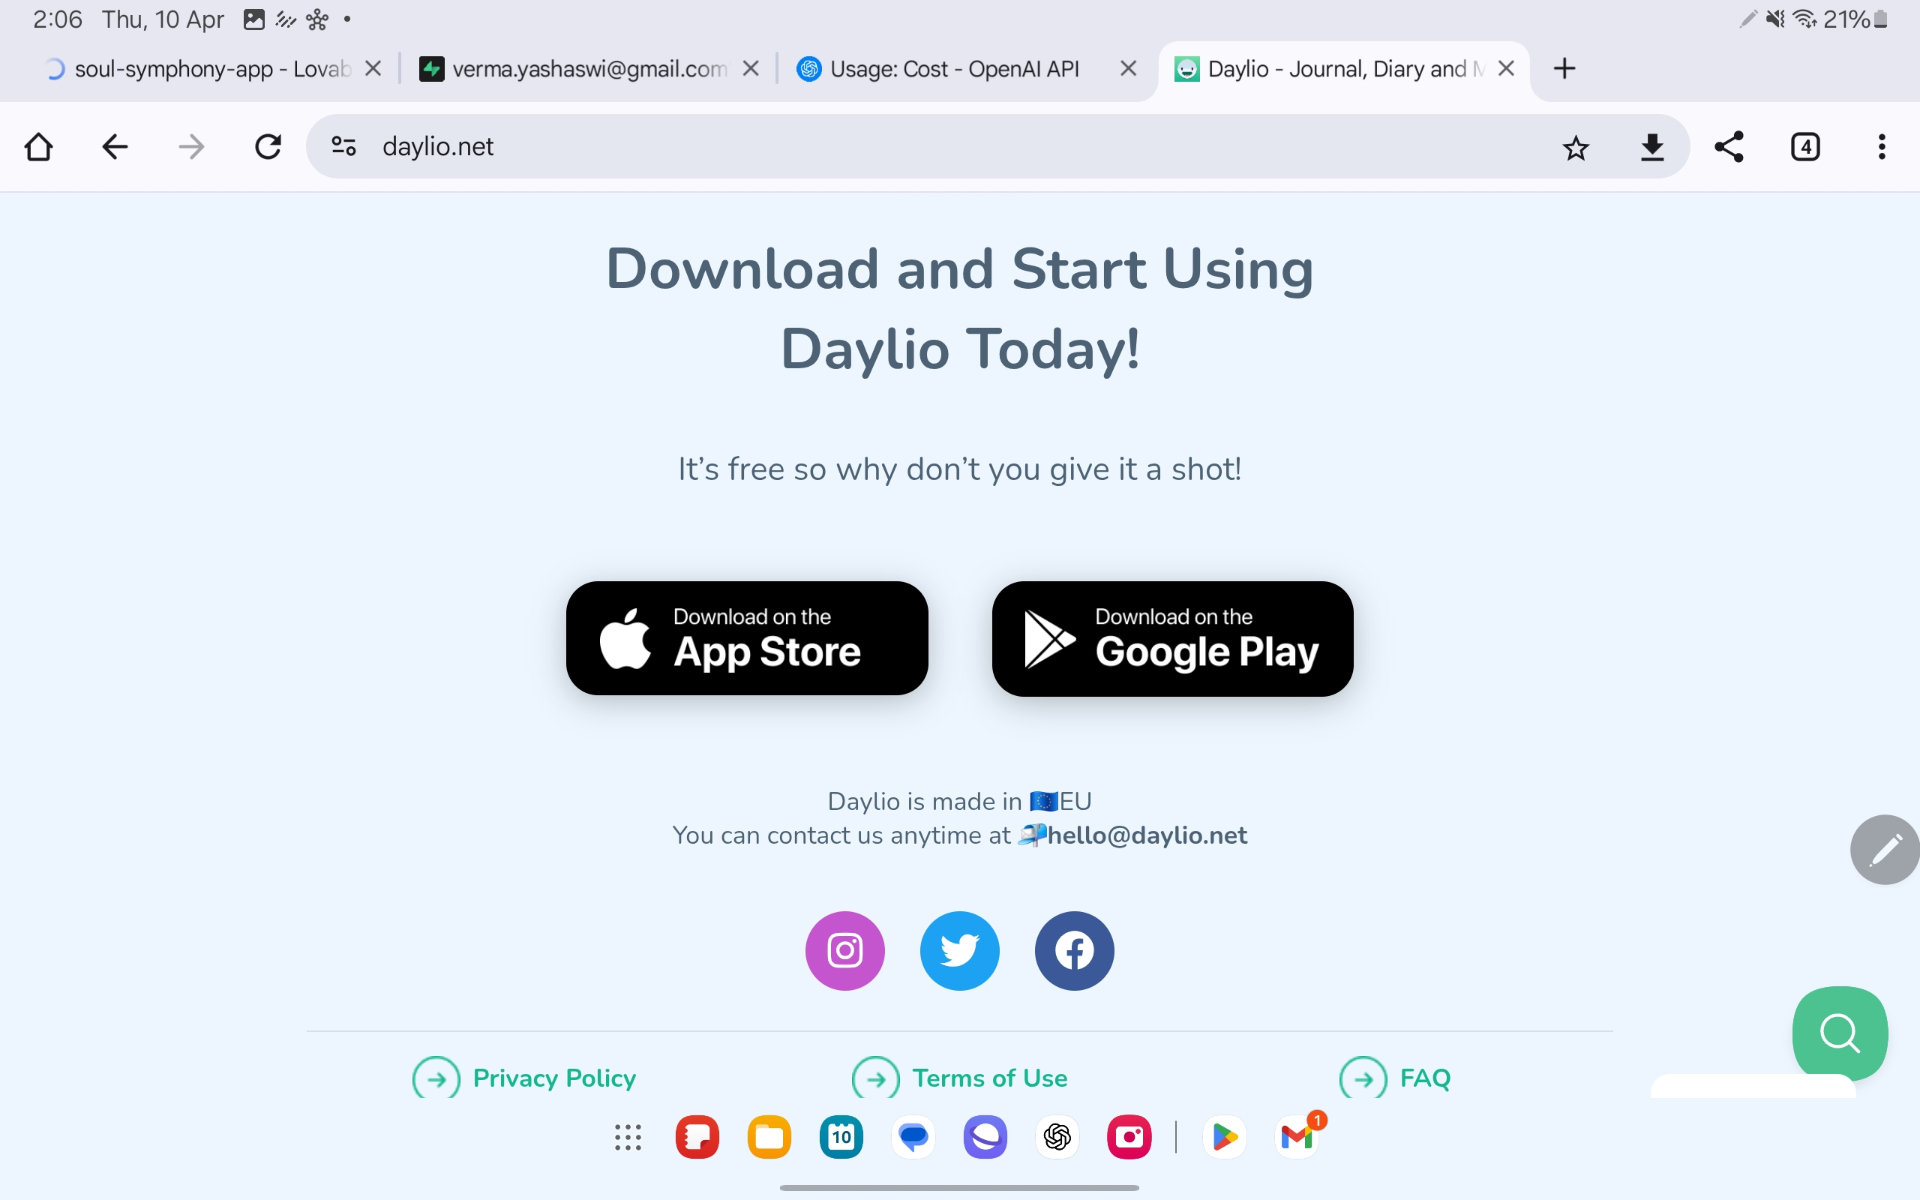 2:06 Thu, 10 Apr
21%
soul-symphony-app - Lovab
verma.yashaswi@gmail.com
Usage: Cost - OpenAI API
Daylio - Journal, Diary and M
daylio.net
4
Download and Start Using
Daylio Today!
It’s free so why don’t you give it a shot!
Download on the
App Store
Download on the
Google Play
Daylio is made in 🇪🇺EU
You can contact us anytime at 📬hello@daylio.net
Privacy Policy
Terms of Use
FAQ
10
1